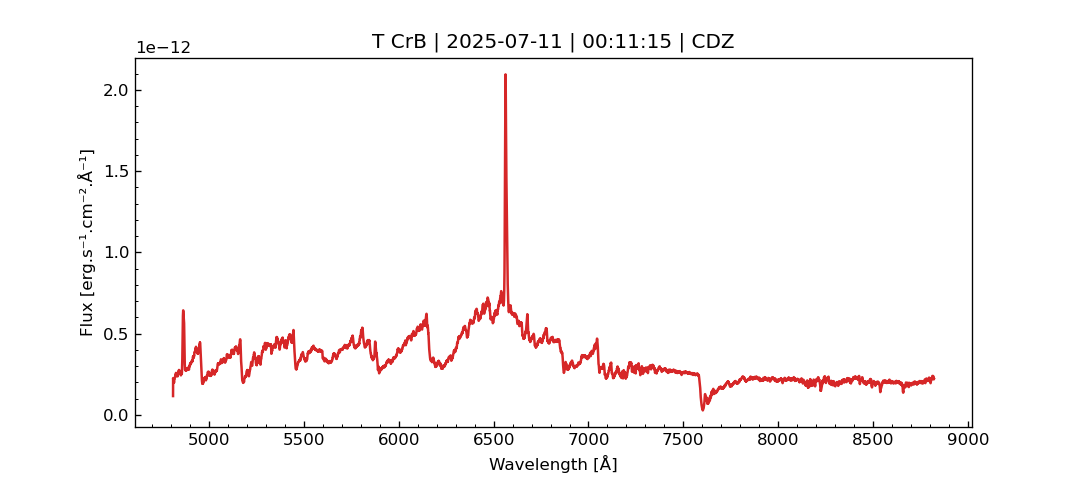 T CrB | 2025-07-11 | 00:11:15 | CDZ
1e−12
2.0
1.5
1.0
0.5
0.0
Flux [erg.s⁻¹.cm⁻².Å⁻¹]
5000 5500 6000 6500 7000 7500 8000 8500 9000
Wavelength [Å]